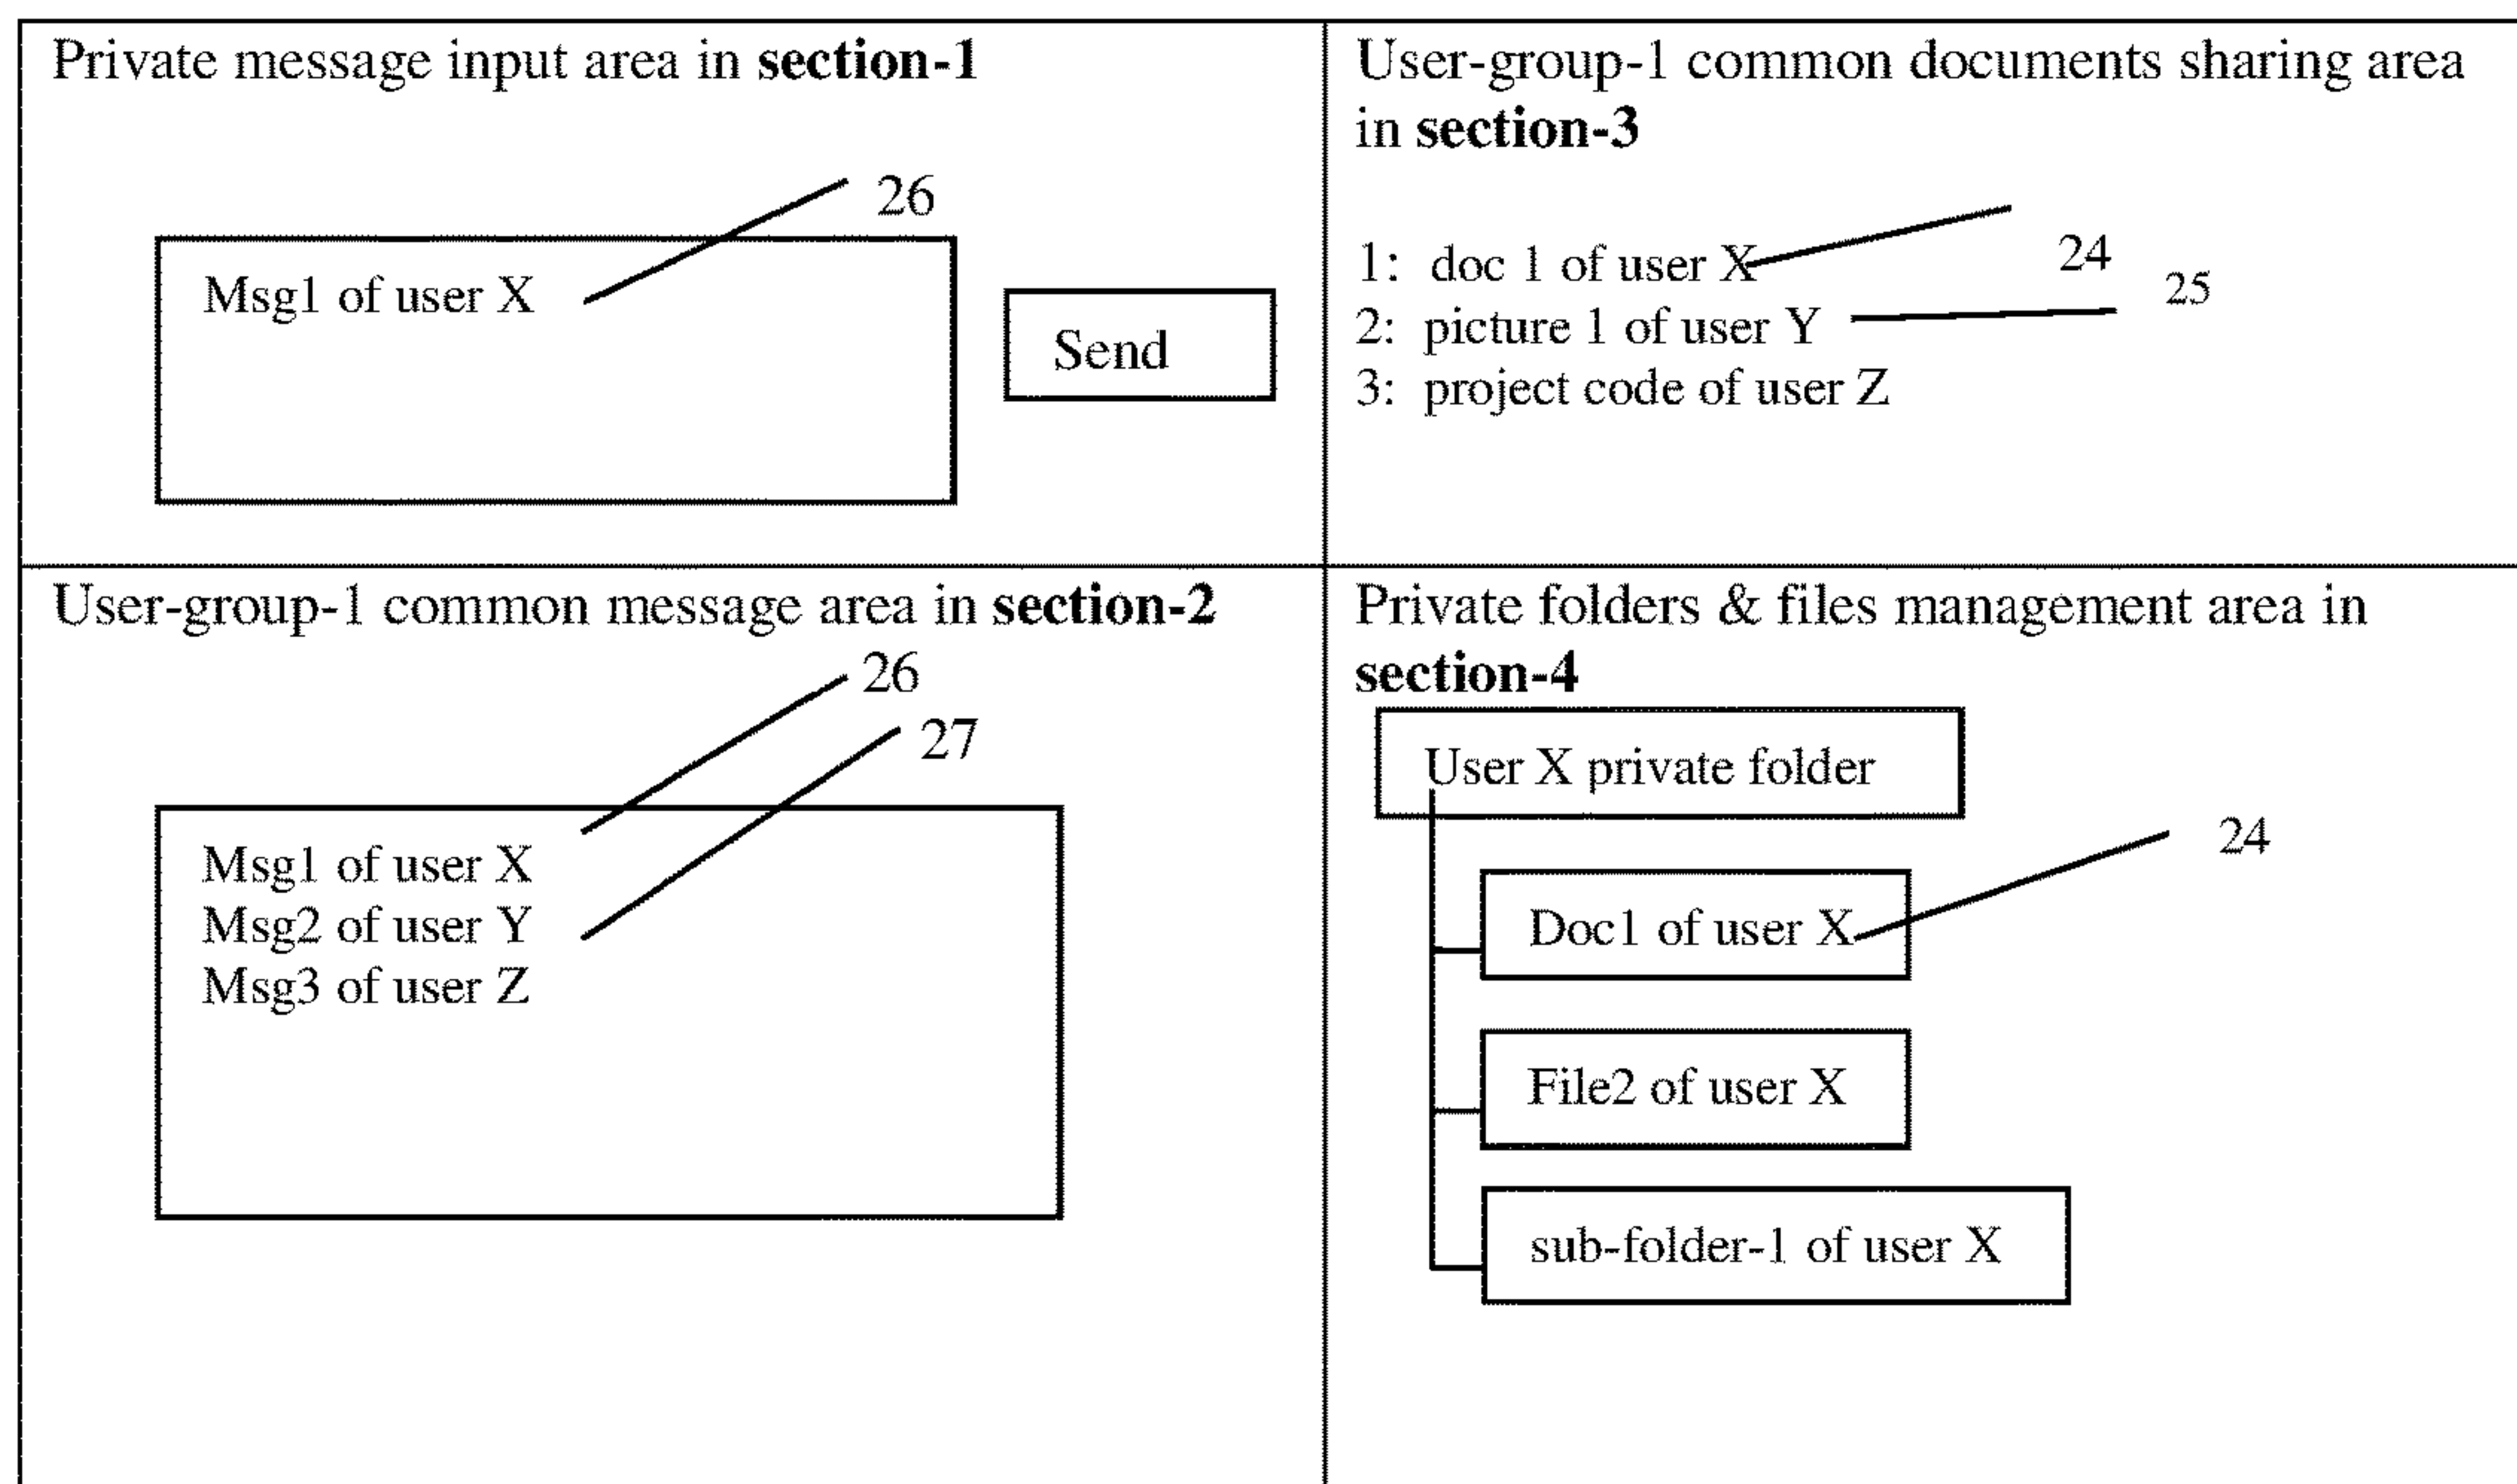 Private message input area in section-1
26
Msg1 of user X
Send
User-group-1 common documents sharing area
in section-3
1: doc 1 of user X
24
2: picture 1 of user Y
25
3: project code of user Z
User-group-1 common message area in section-2
26
27
Msg1 of user X
Msg2 of user Y
Msg3 of user Z
Private folders & files management area in
section-4
User X private folder
24
Doc1 of user X
File2 of user X
sub-folder-1 of user X